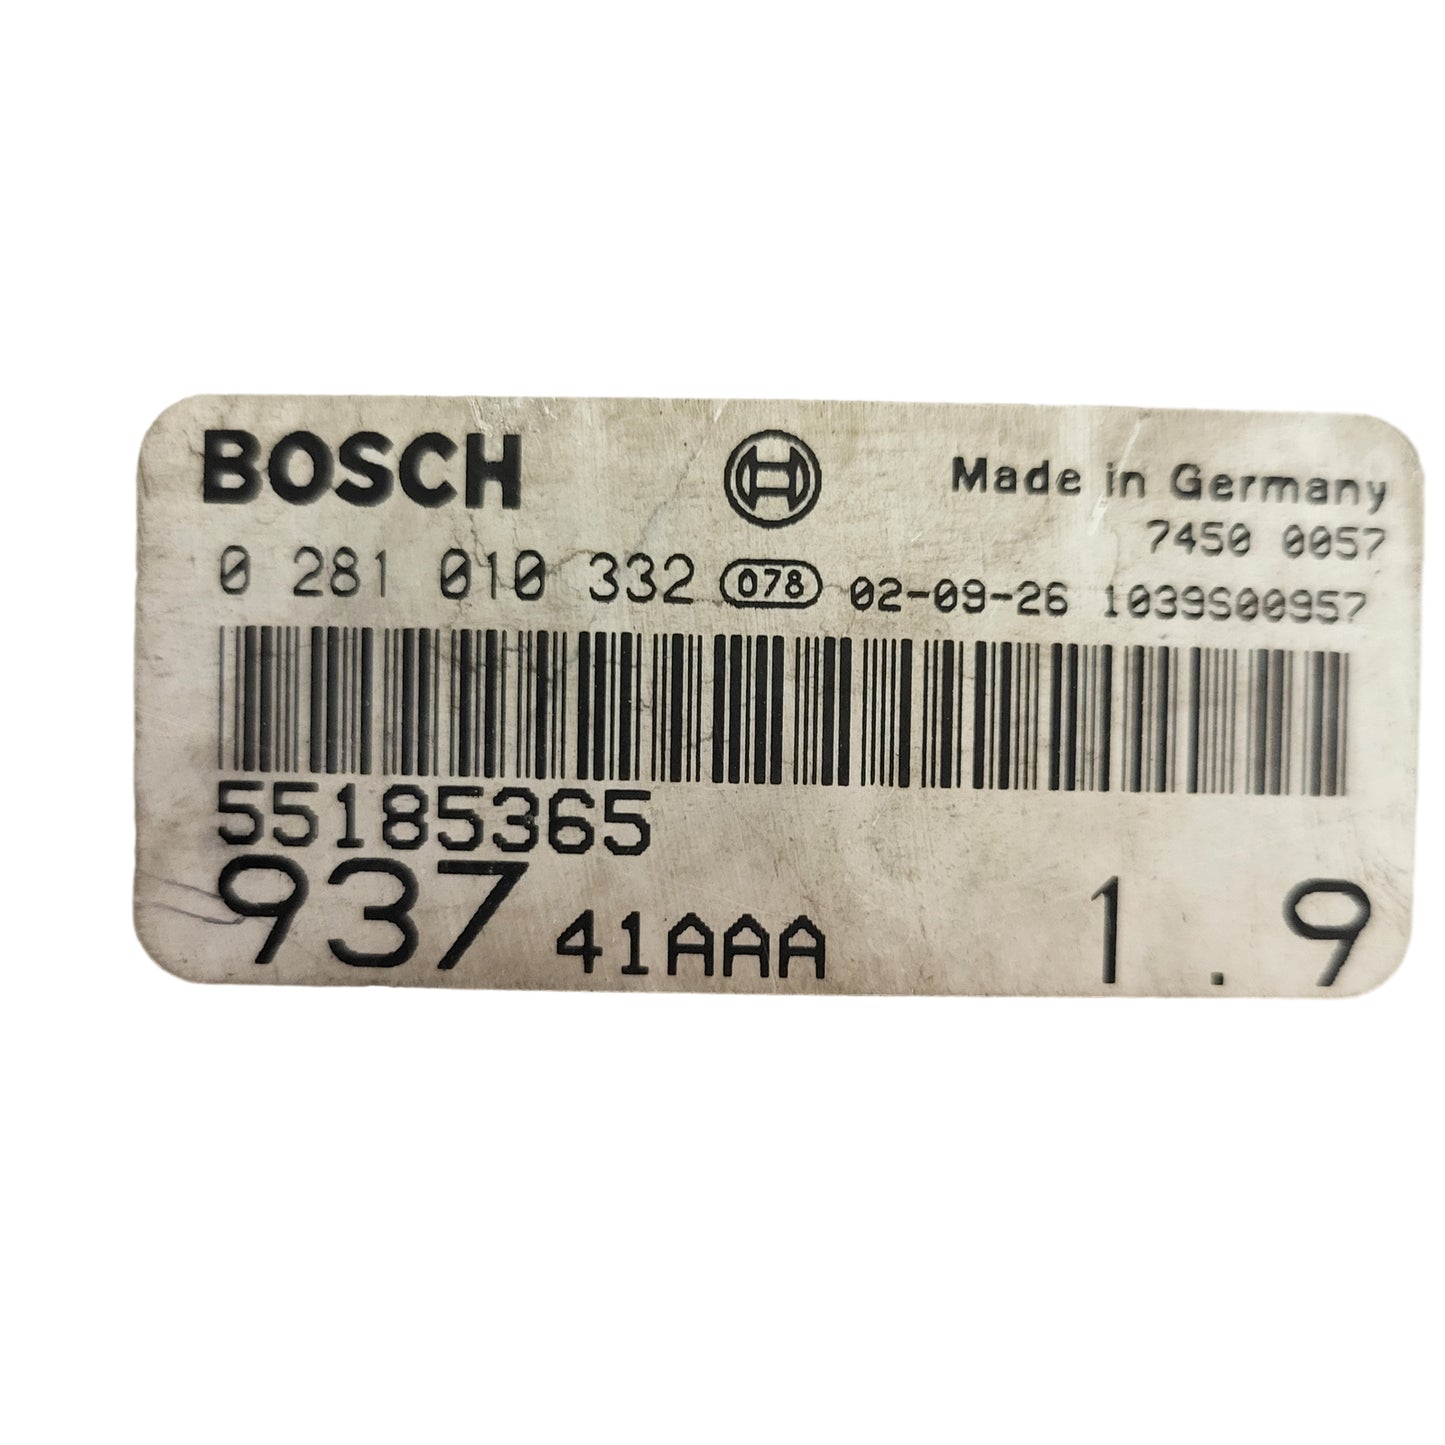 BOSCH Made in Germany
7450 0057
0 281 010 332 078 02-09-26 1039S00957
55185365
937 41AAA 1.9